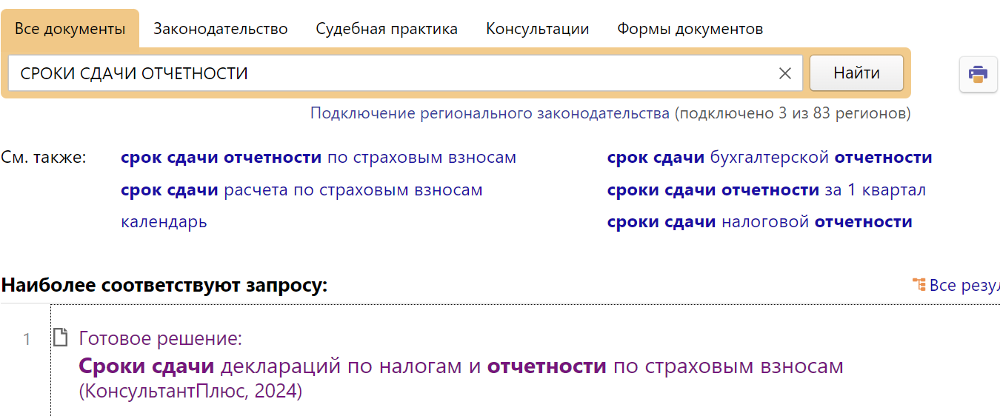 Все документы Законодательство Судебная практика Консультации Формы документов
СРОКИ СДАЧИ ОТЧЕТНОСТИ Найти
Подключение регионального законодательства (подключено 3 из 83 регионов)
См. также: срок сдачи отчетности по страховым взносам срок сдачи бухгалтерской отчетности
срок сдачи расчета по страховым взносам сроки сдачи отчетности за 1 квартал
календарь сроки сдачи налоговой отчетности
Наиболее соответствуют запросу: Все
1 Готовое решение:
Сроки сдачи деклараций по налогам и отчетности по страховым взносам
(КонсультантПлюс, 2024)